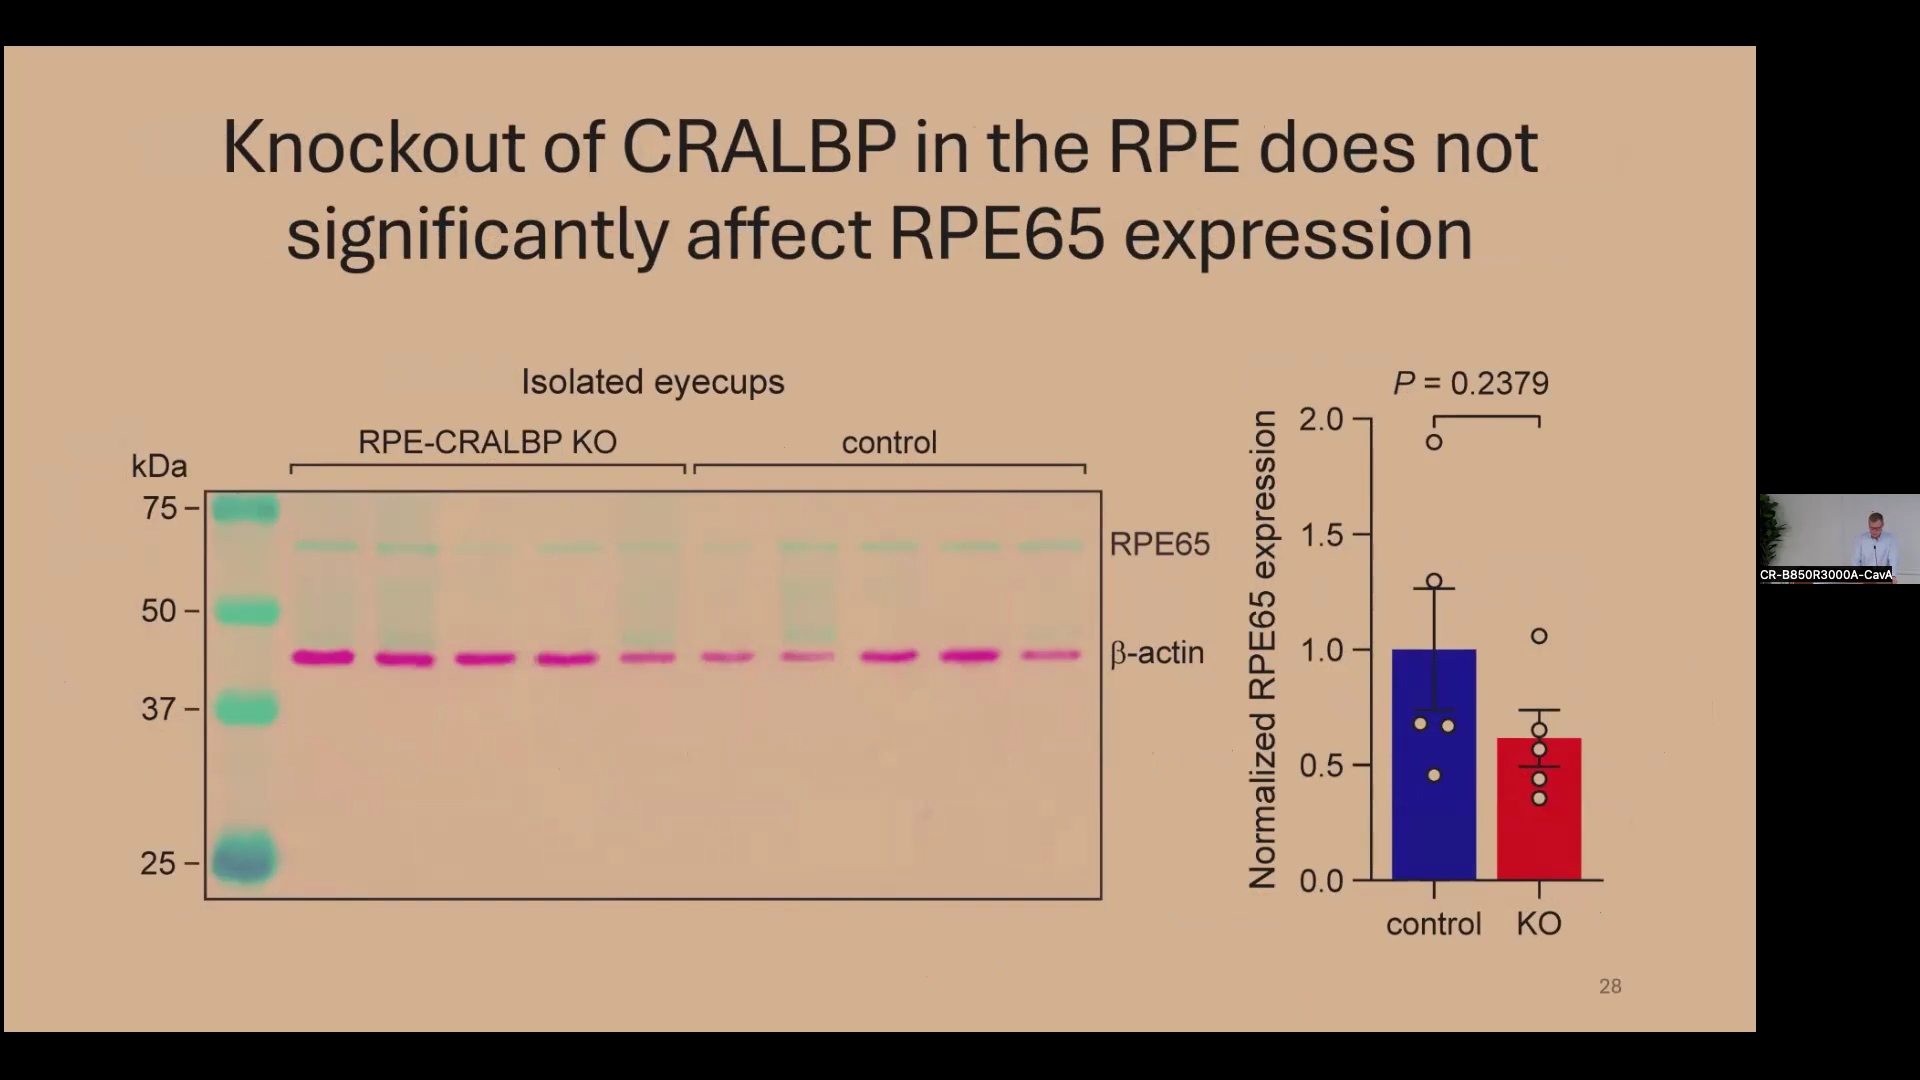 Knockout of CRALBP in the RPE does not
significantly affect RPE65 expression
Isolated eyecups
RPE-CRALBP KO
control
kDa
75
50
37
25
RPE65
β-actin
P = 0.2379
Normalized RPE65 expression
2.0
1.5
1.0
0.5
0.0
control
KO
28
CR-B850R3000A-CavA